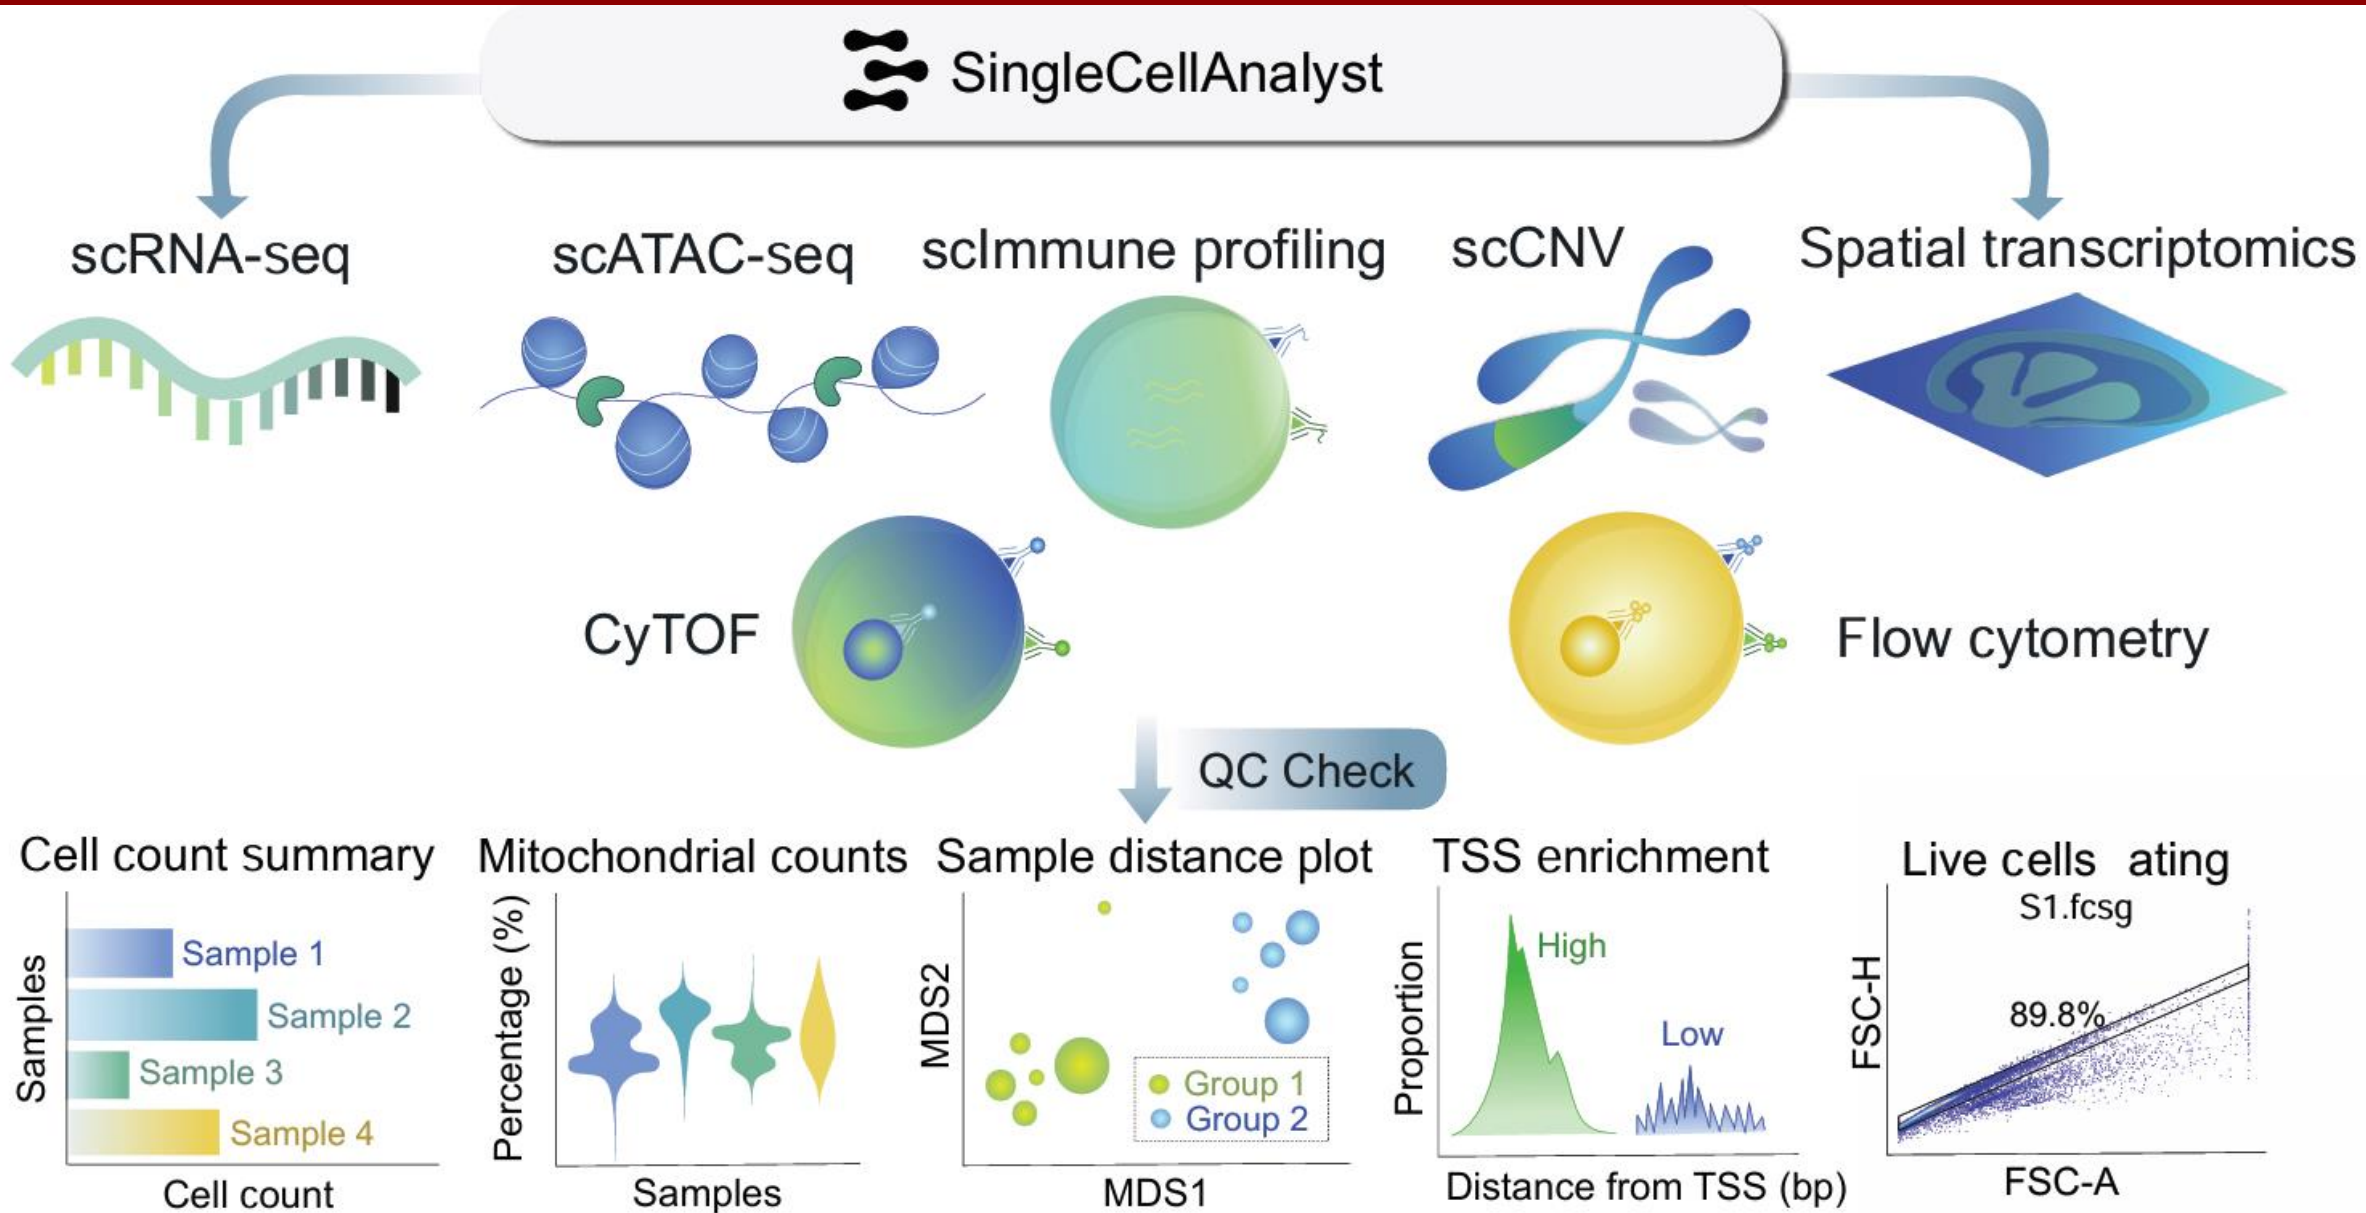 SingleCellAnalyst
scRNA-seq
scATAC-seq
scImmune profiling
scCNV
Spatial transcriptomics
CyTOF
Flow cytometry
QC Check
Cell count summary
Samples
Sample 1
Sample 2
Sample 3
Sample 4
Cell count
Mitochondrial counts
Percentage (%)
Samples
Sample distance plot
MDS2
Group 1
Group 2
MDS1
TSS enrichment
Proportion
High
Low
Distance from TSS (bp)
Live cells ating
S1.fcsg
FSC-H
89.8%
FSC-A